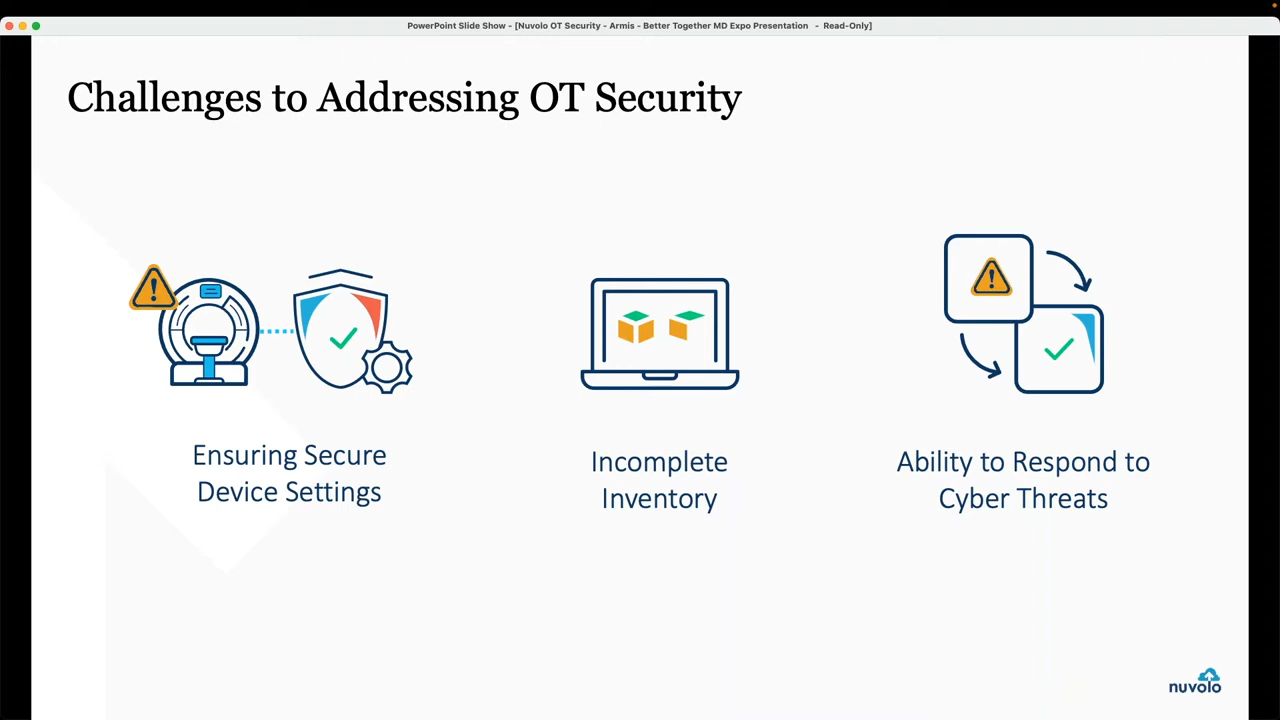 PowerPoint Slide Show - [Nuvolo OT Security - Armis - Better Together MD Expo Presentation - Read-Only]
Challenges to Addressing OT Security
Ensuring Secure
Device Settings
Incomplete
Inventory
Ability to Respond to
Cyber Threats
nuvolo